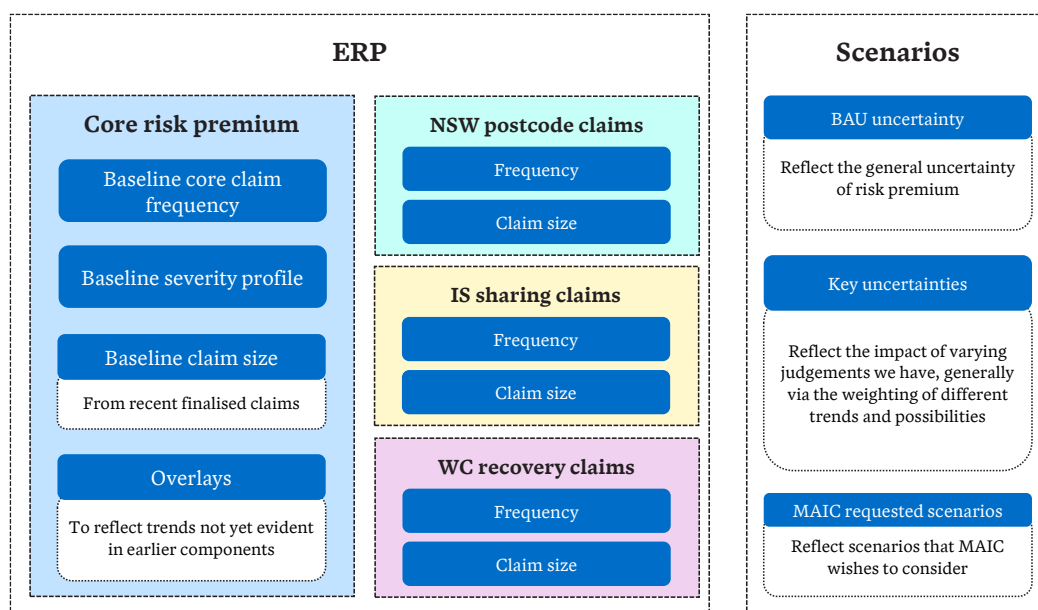 ERP
Core risk premium
Baseline core claim
frequency
Baseline severity profile
Baseline claim size
From recent finalised claims
Overlays
To reflect trends not yet evident
in earlier components
NSW postcode claims
Frequency
Claim size
IS sharing claims
Frequency
Claim size
WC recovery claims
Frequency
Claim size
Scenarios
BAU uncertainty
Reflect the general uncertainty
of risk premium
Key uncertainties
Reflect the impact of varying
judgements we have, generally
via the weighting of different
trends and possibilities
MAIC requested scenarios
Reflect scenarios that MAIC
wishes to consider